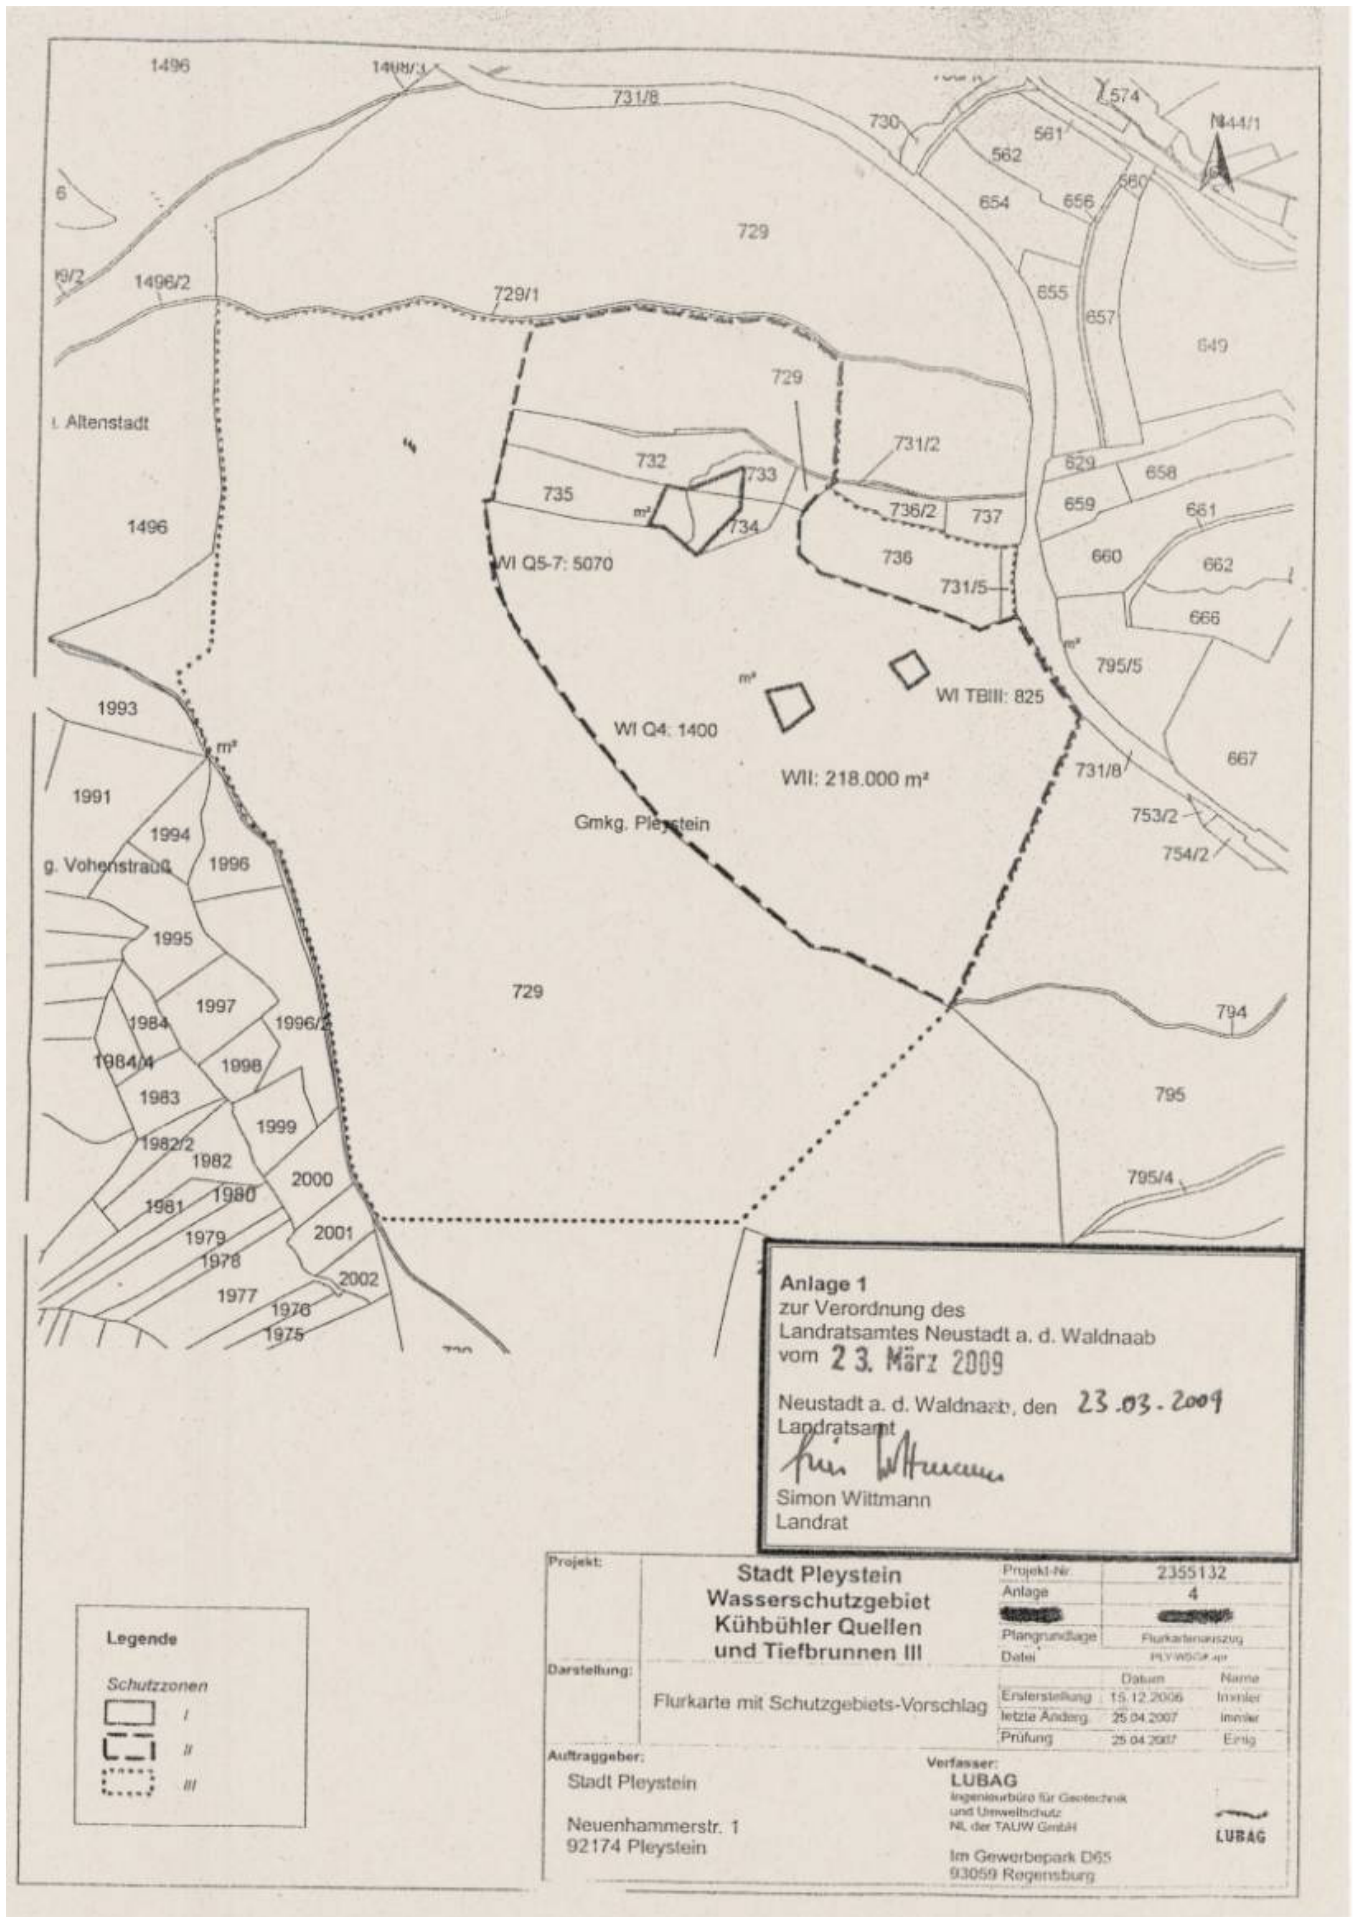 1496
731/8
730
574
561
562
560
654
656
729
6
1496/2
729/1
655
657
649
Altenstadt
729
731/2
732
733
735
m²
734
736/2
737
629
658
659
661
1496
WI Q5-7: 5070
736
731/5
660
662
666
m²
795/5
m²
WI TBIII: 825
1993
m²
WI Q4: 1400
WII: 218.000 m²
731/8
667
1991
753/2
Gmkg. Pleystein
1994
754/2
g. Vohenstrauß
1996
1995
729
1997
1984
1996/2
794
1984/4
1998
1983
795
1999
1982/2
1982
2000
795/4
1981
1980
1979
2001
1978
2002
1977
1976
1975
Anlage 1
zur Verordnung des
Landratsamtes Neustadt a. d. Waldnaab
vom 23. März 2009
Neustadt a. d. Waldnaab, den 23.03.2009
Landratsamt
Simon Wittmann
Landrat
Projekt:
Stadt Pleystein
Wasserschutzgebiet
Kühbühler Quellen
und Tiefbrunnen III
Projekt-Nr. 2355132
Anlage 4
Plangrundlage Flurkartenauszug
Datei
Darstellung:
Flurkarte mit Schutzgebiets-Vorschlag
Datum Name
Ersterstellung 15.12.2006 Immler
letzte Änderg. 25.04.2007 Immler
Prüfung 25.04.2007
Auftraggeber:
Stadt Pleystein
Neuenhammerstr. 1
92174 Pleystein
Verfasser:
LUBAG
Ingenieurbüro für Geotechnik
und Umweltschutz
NL der TAUW GmbH
Im Gewerbepark D65
93059 Regensburg
LUBAG
Legende
Schutzzonen
I
II
III